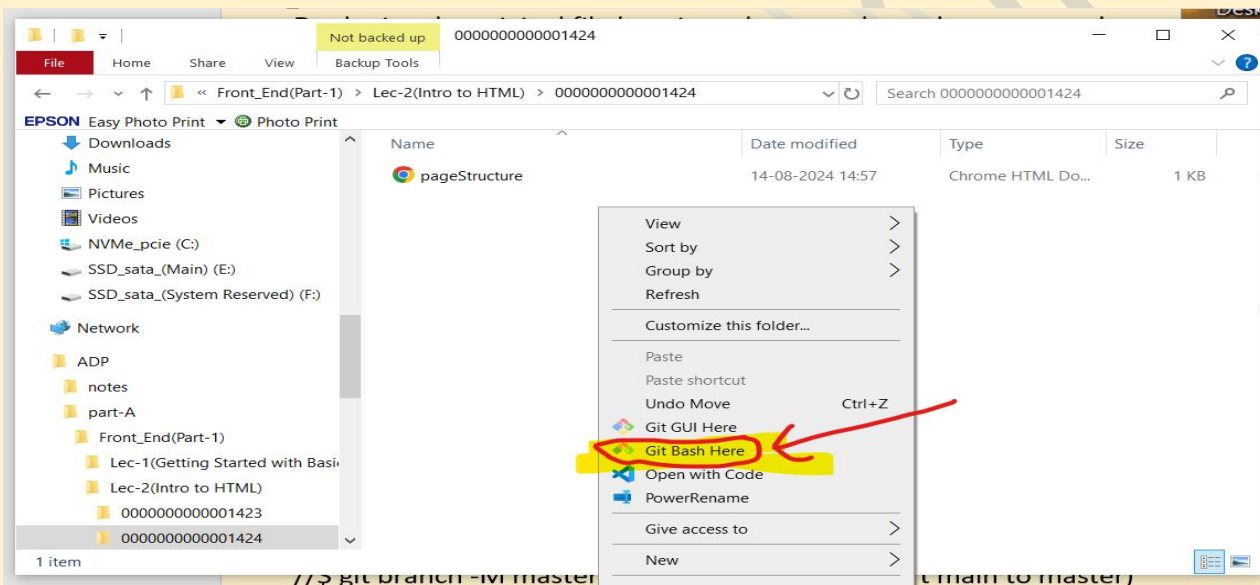 Not backed up 0000000000001424
File Home Share View Backup Tools
« Front_End(Part-1) > Lec-2(Intro to HTML) > 0000000000001424 Search 0000000000001424
EPSON Easy Photo Print Photo Print
Name Date modified Type Size
pageStructure 14-08-2024 14:57 Chrome HTML Do... 1 KB
Downloads
Music
Pictures
Videos
NVMe_pcie (C:)
SSD_sata_(Main) (E:)
SSD_sata_(System Reserved) (F:)
Network
ADP
notes
part-A
Front_End(Part-1)
Lec-1(Getting Started with Basi
Lec-2(Intro to HTML)
0000000000001423
0000000000001424
View
Sort by
Group by
Refresh
Customize this folder...
Paste
Paste shortcut
Undo Move Ctrl+Z
Git GUI Here
Git Bash Here
Open with Code
PowerRename
Give access to
New
1 item
//$ git branch -M master t main to master)